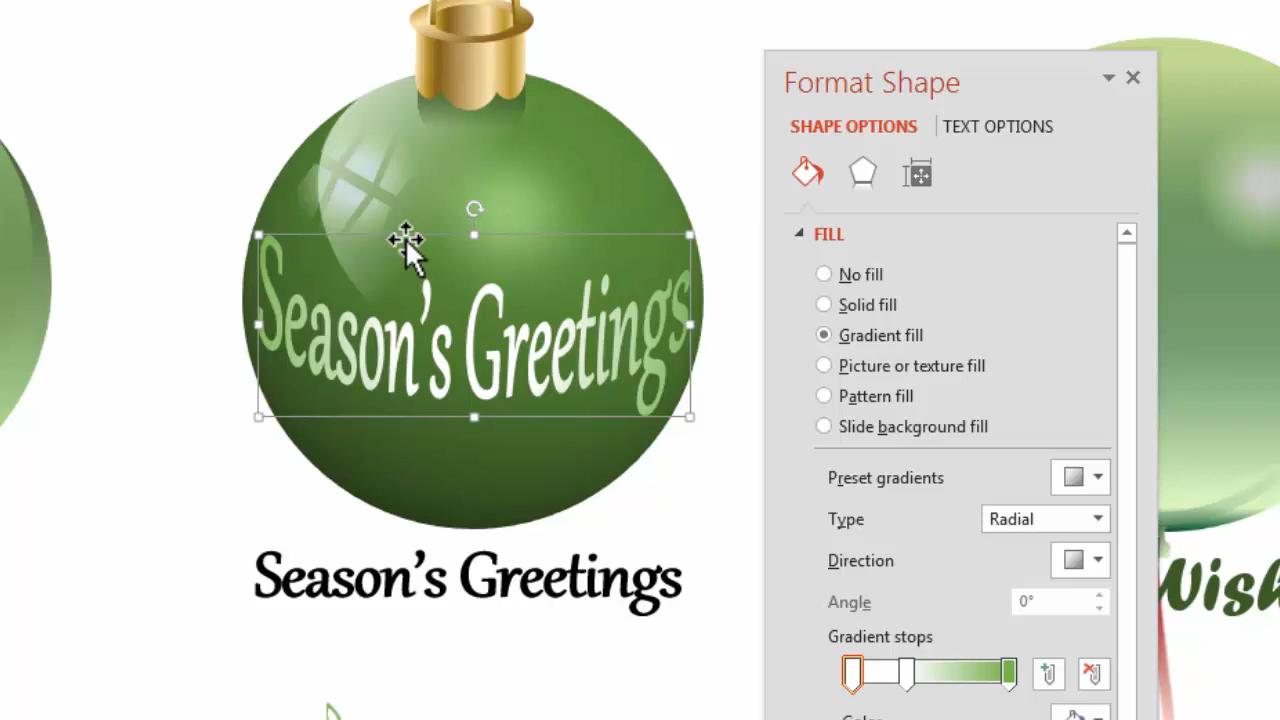 Season's Greetings
Season's Greetings
Format Shape
SHAPE OPTIONS
TEXT OPTIONS
FILL
No fill
Solid fill
Gradient fill
Picture or texture fill
Pattern fill
Slide background fill
Preset gradients
Type
Radial
Direction
Angle
0°
Gradient stops